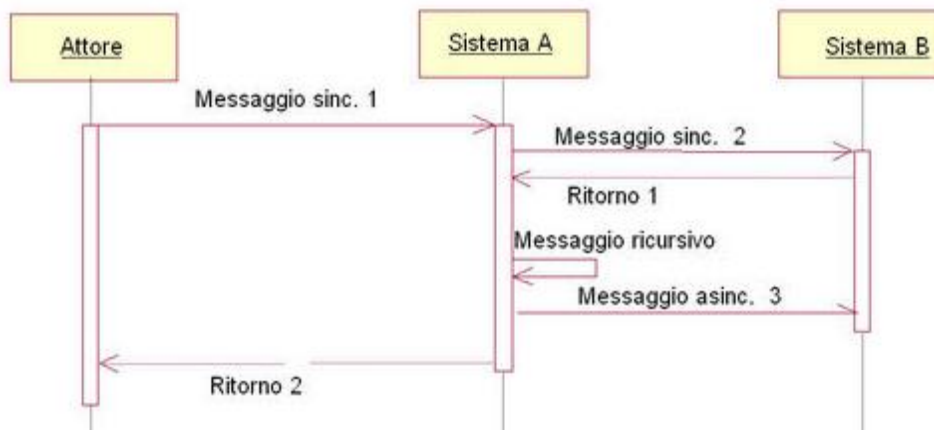 Attore
Sistema A
Sistema B
Messaggio sinc. 1
Messaggio sinc. 2
Ritorno 1
Messaggio ricursivo
Messaggio asinc. 3
Ritorno 2